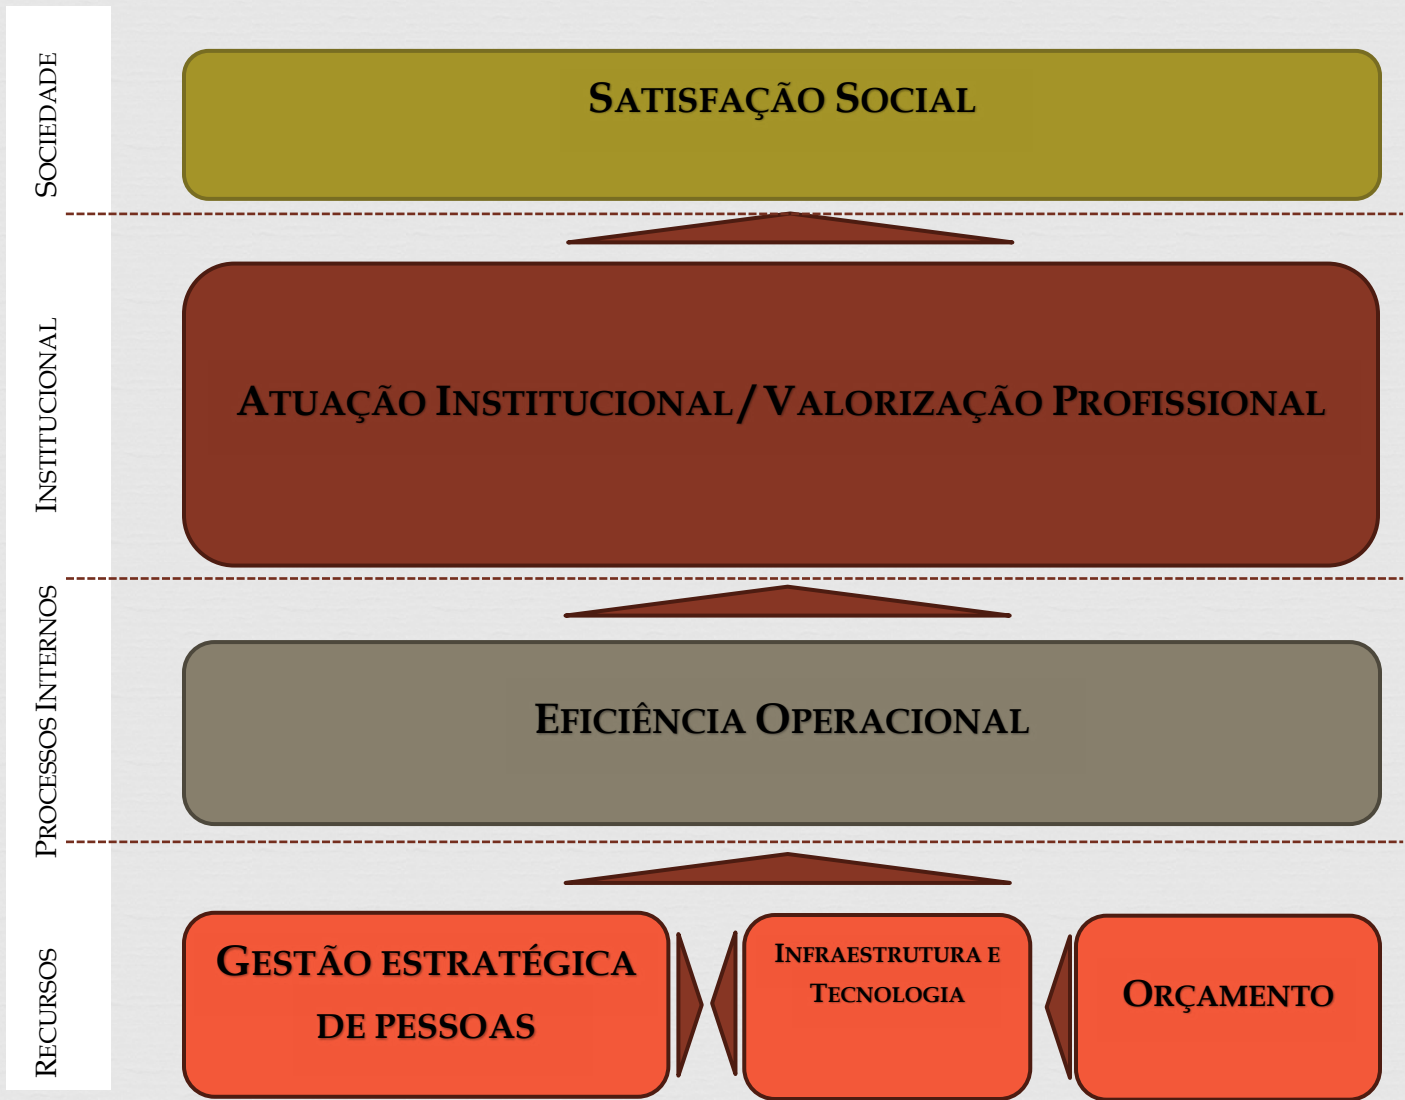 Sociedade
Satisfação Social
Institucional
Atuação Institucional / Valorização Profissional
Processos Internos
Eficiência Operacional
Recursos
Gestão estratégica
de pessoas
Infraestrutura e
Tecnologia
Orçamento